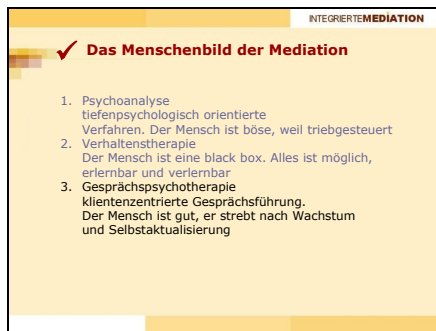 INTEGRIERTEMEDIATION
Das Menschenbild der Mediation
1. Psychoanalyse
tiefenpsychologisch orientierte
Verfahren. Der Mensch ist böse, weil triebgesteuert
2. Verhaltenstherapie
Der Mensch ist eine black box. Alles ist möglich,
erlernbar und verlernbar
3. Gesprächspsychotherapie
klientenzentrierte Gesprächsführung.
Der Mensch ist gut, er strebt nach Wachstum
und Selbstaktualisierung